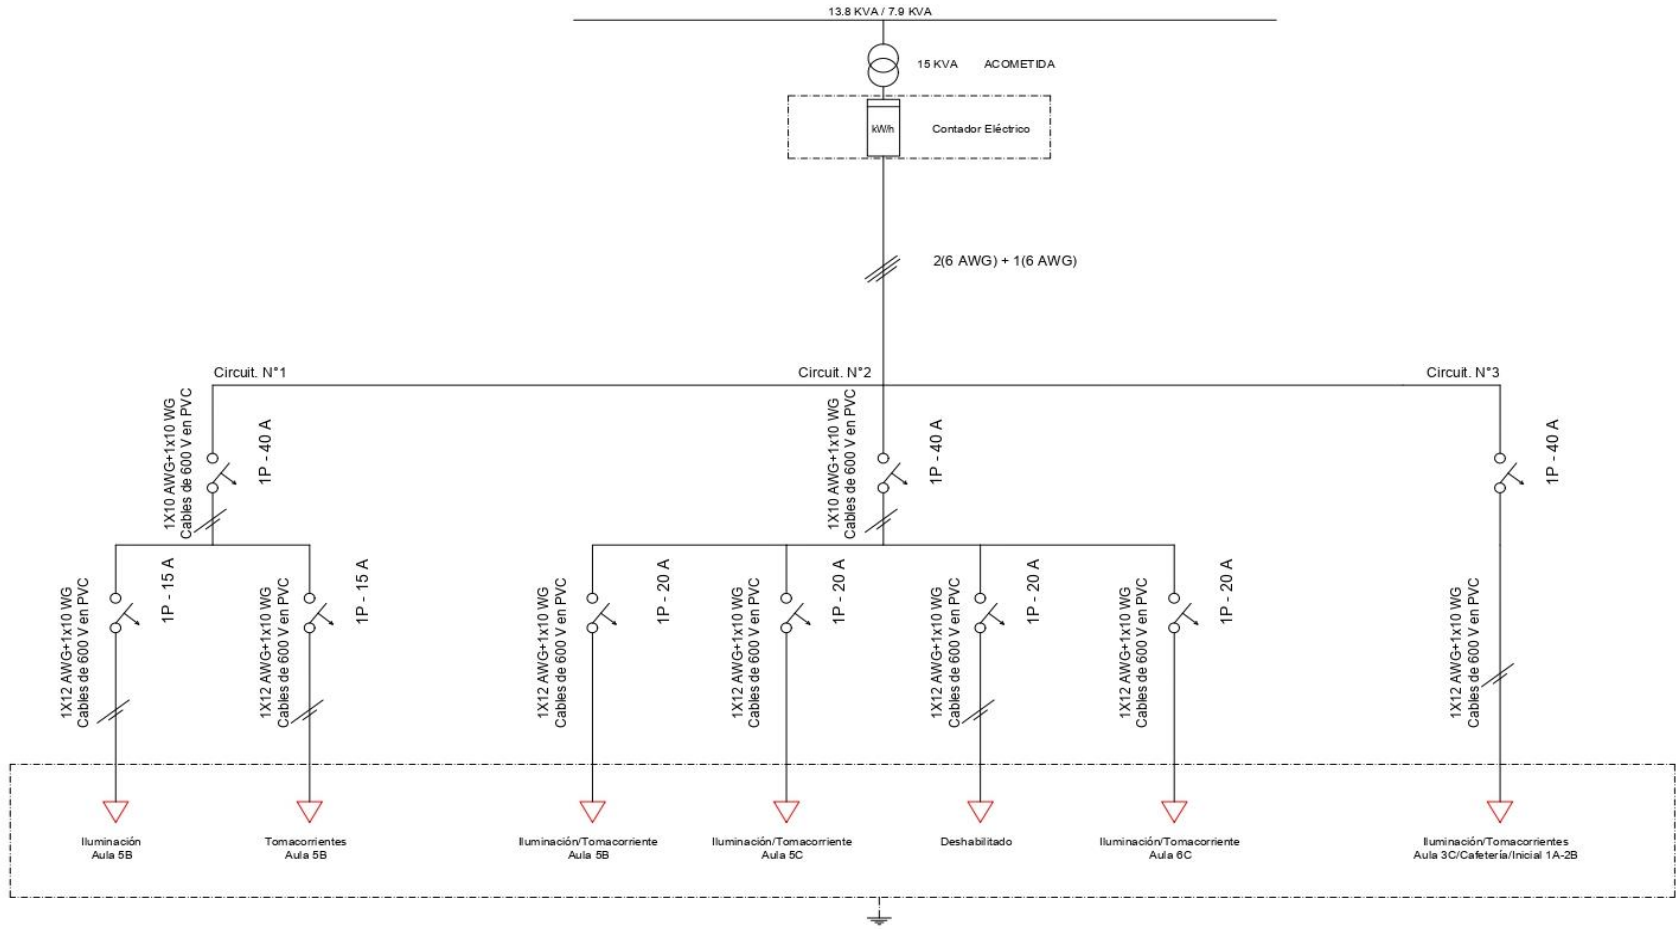 13.8 KVA / 7.9 KVA
15 KVA ACOMETIDA
kW/h
Contador Eléctrico
2(6 AWG) + 1(6 AWG)
Circuit. N°1
Circuit. N°2
Circuit. N°3
1X10 AWG+1x10 WG
Cables de 600 V en PVC
1P - 40 A
1X10 AWG+1x10 WG
Cables de 600 V en PVC
1P - 40 A
1P - 40 A
1X12 AWG+1x10 WG
Cables de 600 V en PVC
1P - 15 A
1X12 AWG+1x10 WG
Cables de 600 V en PVC
1P - 15 A
1X12 AWG+1x10 WG
Cables de 600 V en PVC
1P - 20 A
1X12 AWG+1x10 WG
Cables de 600 V en PVC
1P - 20 A
1X12 AWG+1x10 WG
Cables de 600 V en PVC
1P - 20 A
1X12 AWG+1x10 WG
Cables de 600 V en PVC
1P - 20 A
1X12 AWG+1x10 WG
Cables de 600 V en PVC
Iluminación
Aula 5B
Tomacorrientes
Aula 5B
Iluminación/Tomacorriente
Aula 5B
Iluminación/Tomacorriente
Aula 5C
Deshabilitado
Iluminación/Tomacorriente
Aula 6C
Iluminación/Tomacorrientes
Aula 3C/Cafetería/Inicial 1A-2B